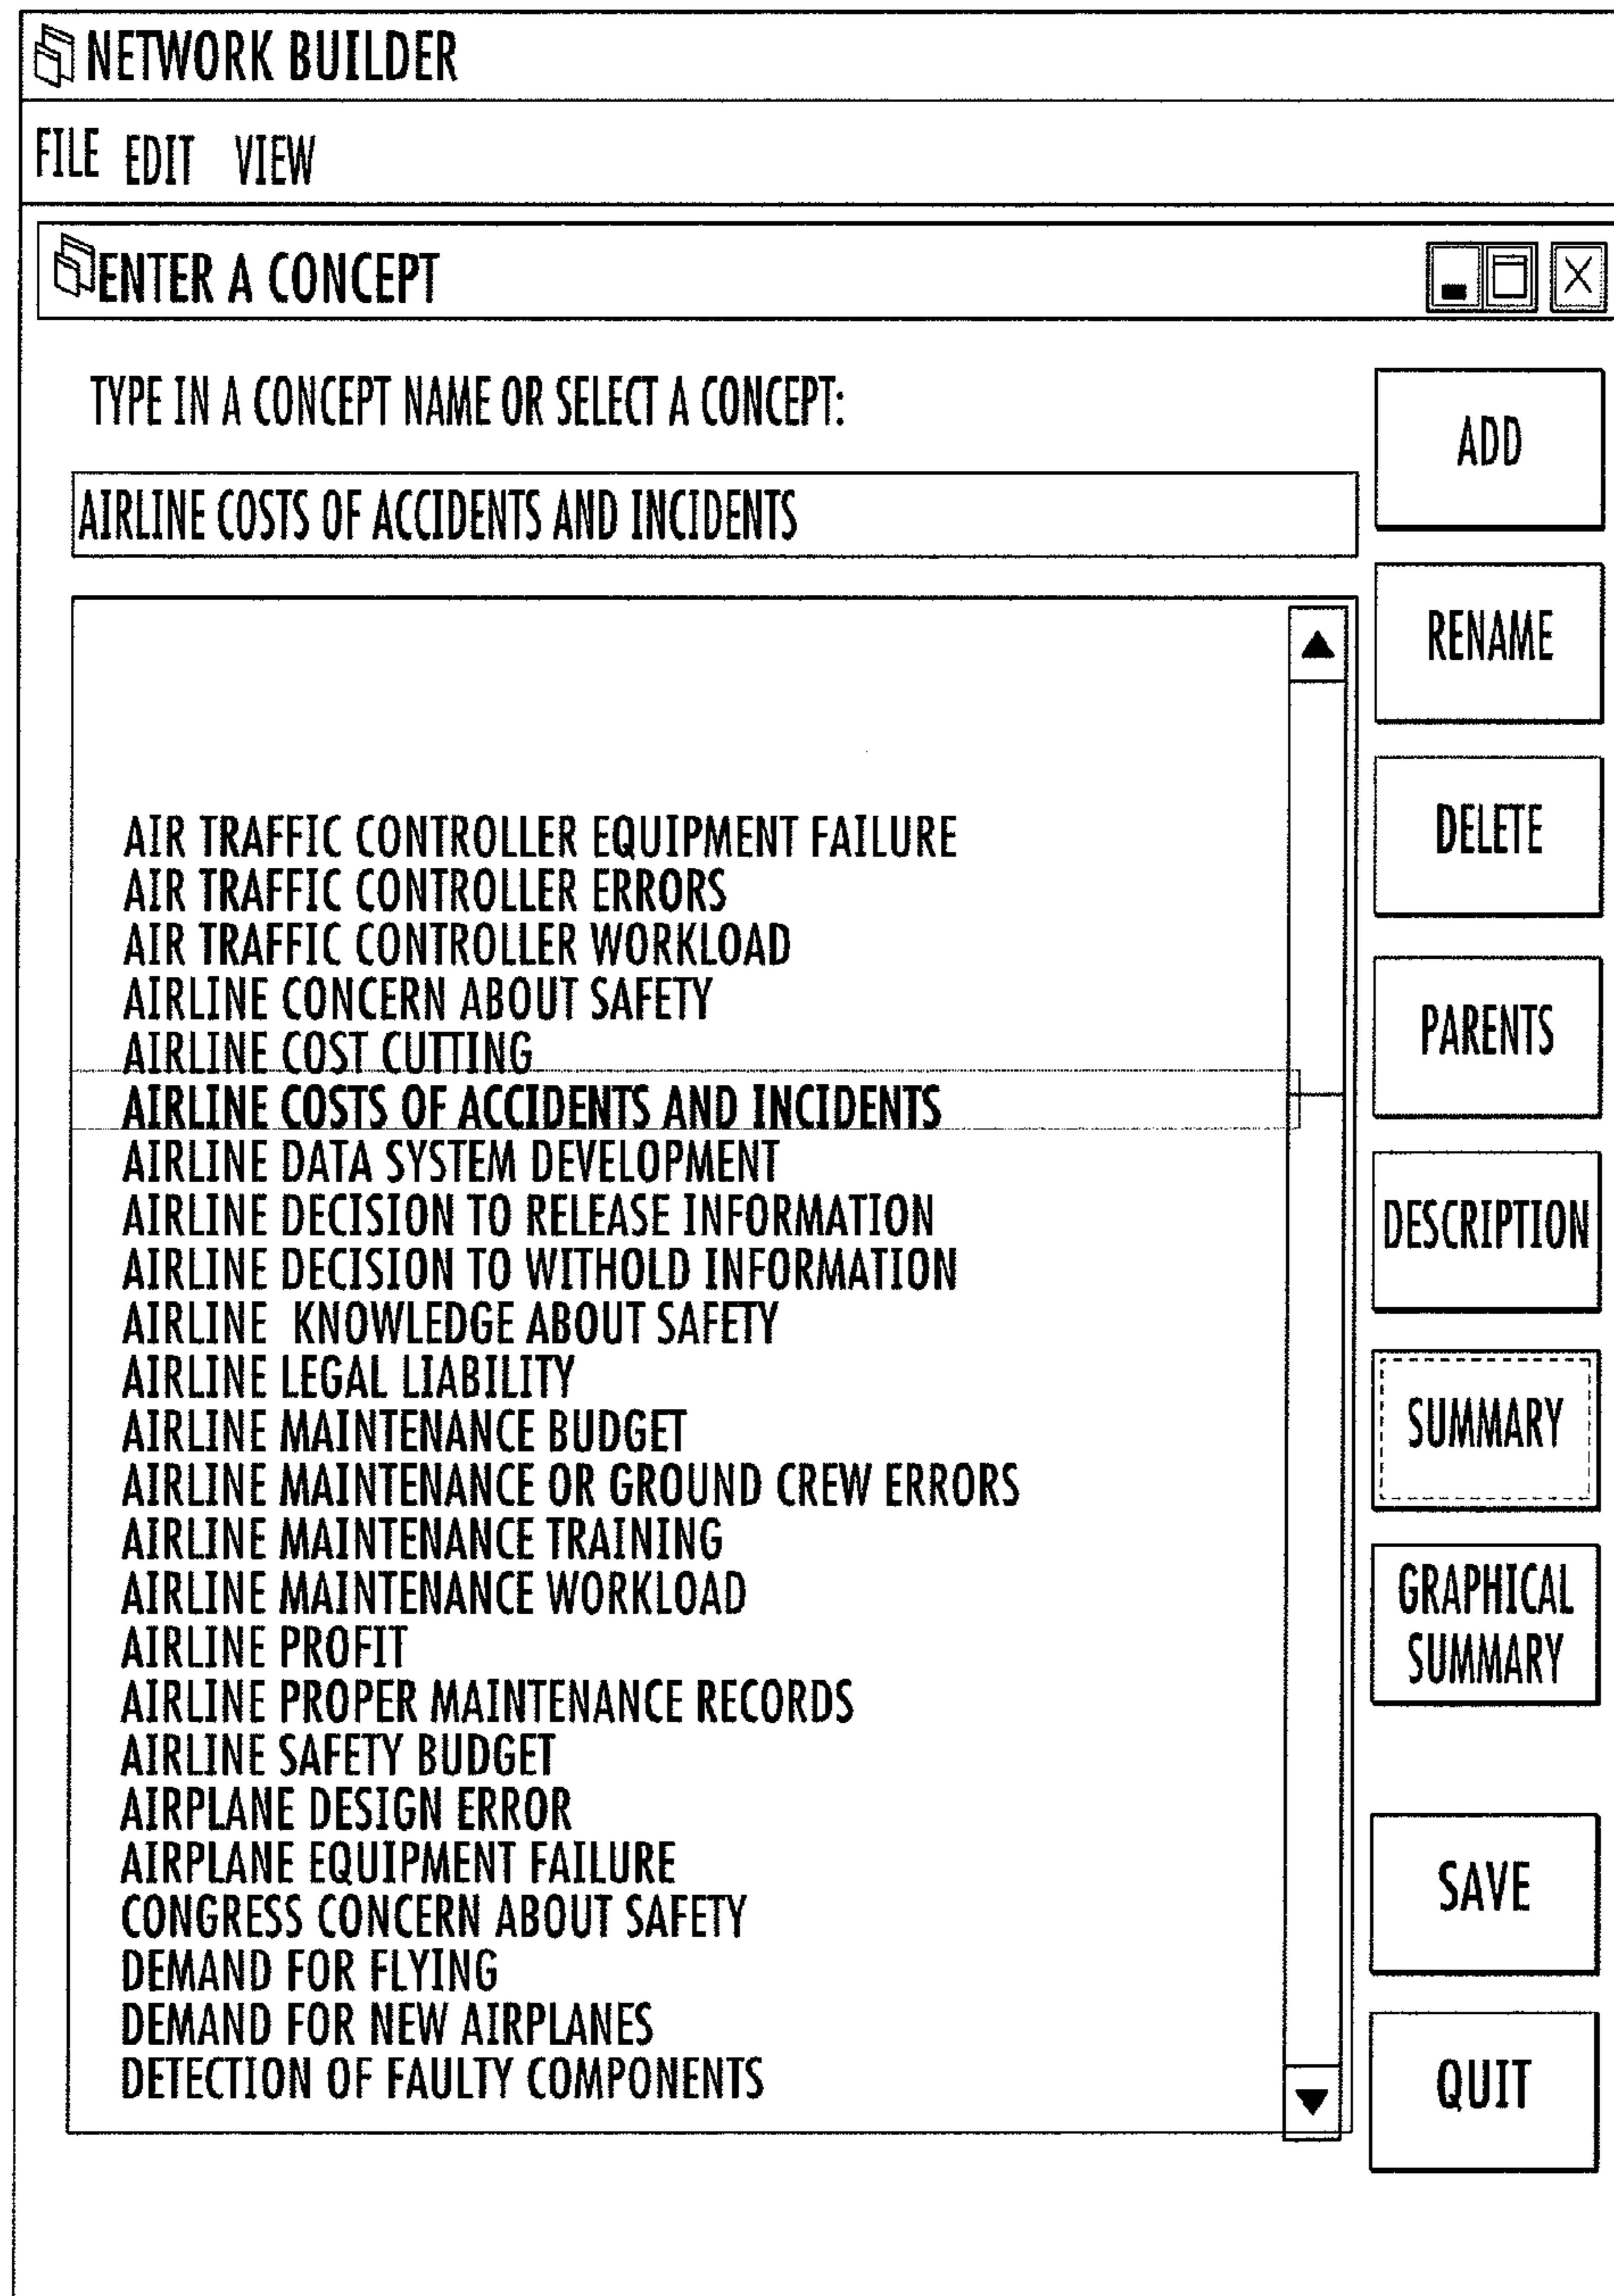 NETWORK BUILDER
FILE EDIT VIEW
ENTER A CONCEPT
TYPE IN A CONCEPT NAME OR SELECT A CONCEPT:
AIRLINE COSTS OF ACCIDENTS AND INCIDENTS
AIR TRAFFIC CONTROLLER EQUIPMENT FAILURE
AIR TRAFFIC CONTROLLER ERRORS
AIR TRAFFIC CONTROLLER WORKLOAD
AIRLINE CONCERN ABOUT SAFETY
AIRLINE COST CUTTING
AIRLINE COSTS OF ACCIDENTS AND INCIDENTS
AIRLINE DATA SYSTEM DEVELOPMENT
AIRLINE DECISION TO RELEASE INFORMATION
AIRLINE DECISION TO WITHOLD INFORMATION
AIRLINE KNOWLEDGE ABOUT SAFETY
AIRLINE LEGAL LIABILITY
AIRLINE MAINTENANCE BUDGET
AIRLINE MAINTENANCE OR GROUND CREW ERRORS
AIRLINE MAINTENANCE TRAINING
AIRLINE MAINTENANCE WORKLOAD
AIRLINE PROFIT
AIRLINE PROPER MAINTENANCE RECORDS
AIRLINE SAFETY BUDGET
AIRPLANE DESIGN ERROR
AIRPLANE EQUIPMENT FAILURE
CONGRESS CONCERN ABOUT SAFETY
DEMAND FOR FLYING
DEMAND FOR NEW AIRPLANES
DETECTION OF FAULTY COMPONENTS
ADD
RENAME
DELETE
PARENTS
DESCRIPTION
SUMMARY
GRAPHICAL
SUMMARY
SAVE
QUIT